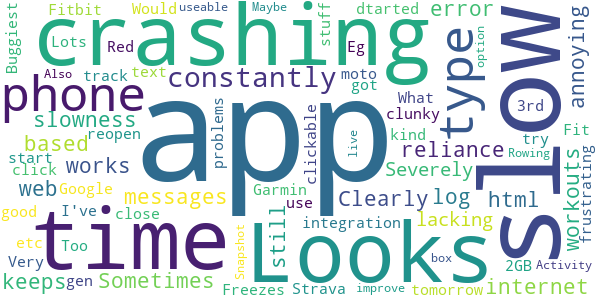 Buggiest
Fitbit
Lots
Would
dtarted
useable
Maybe
crashing
Red
stuff
Also
track
text
Eg
moto
got
error
option
slow
annoying
phone
constantly
type
What
clunky
3rd
slowness
based
reopen
app
problems
clickable
live
kind
try
Fit
start
click
works
reliance
Rowing
web
Google
messages
Garmin
use
Severely
Clearly
log
html
workouts
frustrating
good
I've
close
time
Looks
still
integration
lacking
etc
Too
Snapshot
Very
keeps
gen
Sometimes
Freezes
Strava
box
improve
tomorrow
2GB
Activity
internet